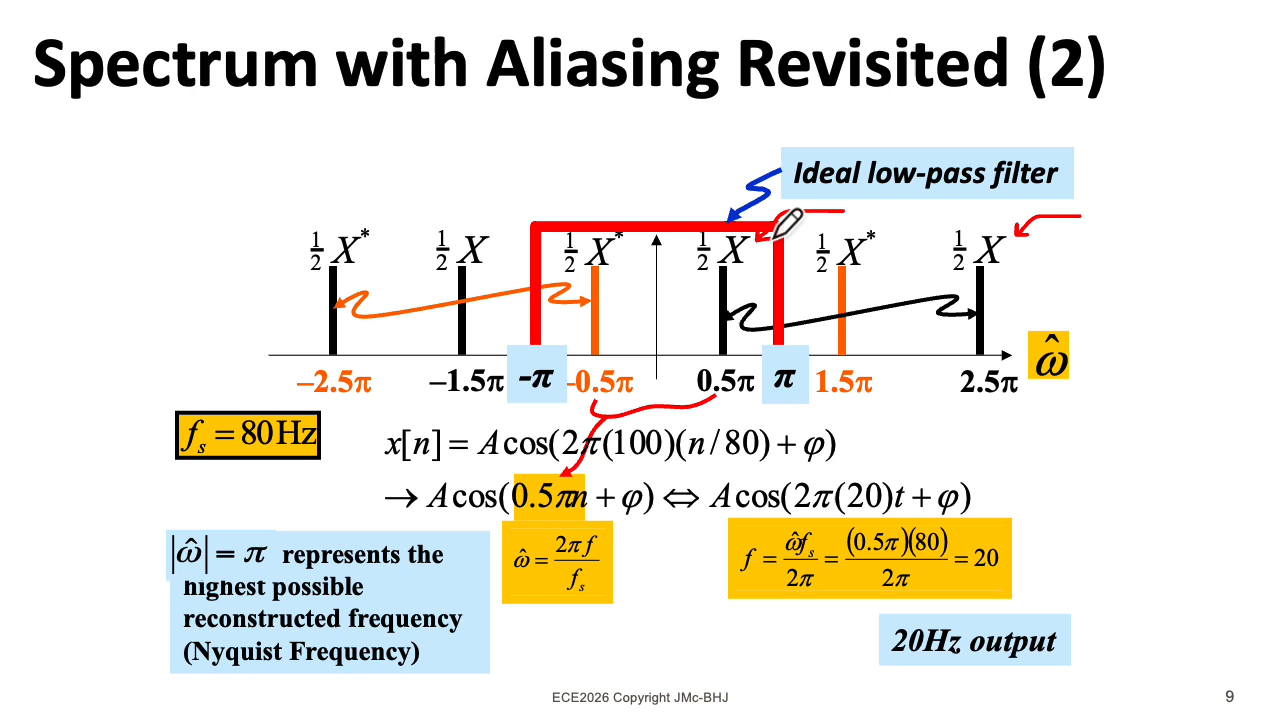 Spectrum with Aliasing Revisited (2)
Ideal low-pass filter
½ X* ½ X ½ X* ½ X ½ X* ½ X
–2.5π –1.5π -π –0.5π 0.5π π 1.5π 2.5π ω̂
fₛ = 80Hz
x[n] = A cos(2π(100)(n/80) + φ)
→ A cos(0.5πn + φ) ⇔ A cos(2π(20)t + φ)
|ω̂| = π represents the
highest possible
reconstructed frequency
(Nyquist Frequency)
ω̂ = 2πf / fₛ
f = ω̂fₛ / 2π = (0.5π)(80) / 2π = 20
20Hz output
ECE2026 Copyright JMc-BHJ
9